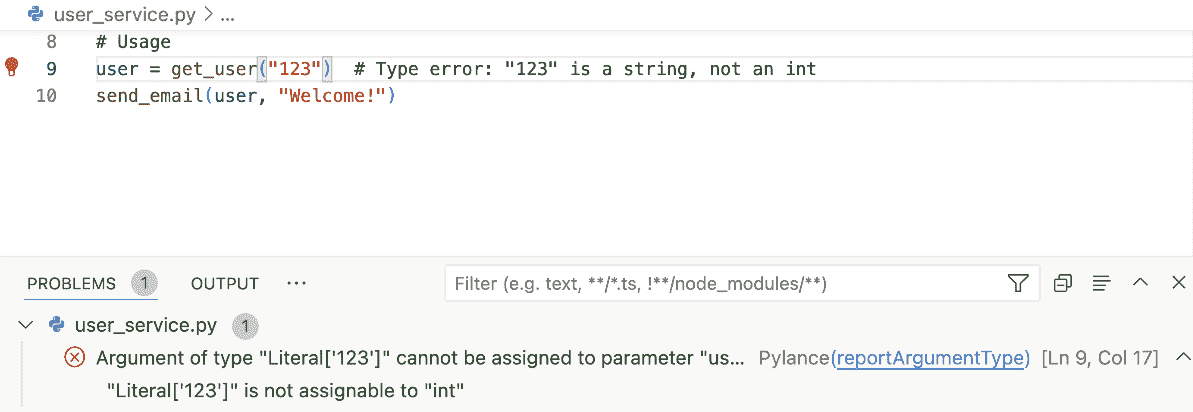 user_service.py > ...
8 # Usage
9 user = get_user("123")  # Type error: "123" is a string, not an int
10 send_email(user, "Welcome!")
PROBLEMS 1 OUTPUT ... Filter (e.g. text, **/*.ts, !**/node_modules/**)
user_service.py 1
Argument of type "Literal['123']" cannot be assigned to parameter "us... Pylance(reportArgumentType) [Ln 9, Col 17]
"Literal['123']" is not assignable to "int"